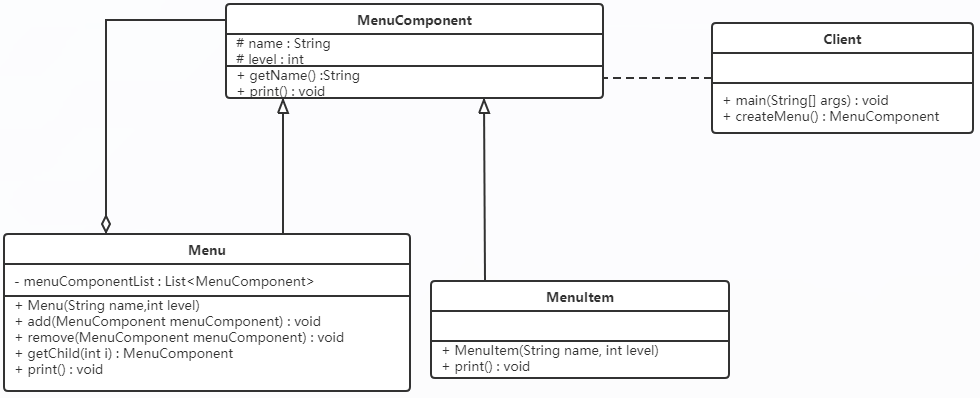 MenuComponent
# name : String
# level : int
+ getName() :String
+ print() : void
Client
+ main(String[] args) : void
+ createMenu() : MenuComponent
Menu
- menuComponentList : List<MenuComponent>
+ Menu(String name,int level)
+ add(MenuComponent menuComponent) : void
+ remove(MenuComponent menuComponent) : void
+ getChild(int i) : MenuComponent
+ print() : void
MenuItem
+ MenuItem(String name, int level)
+ print() : void